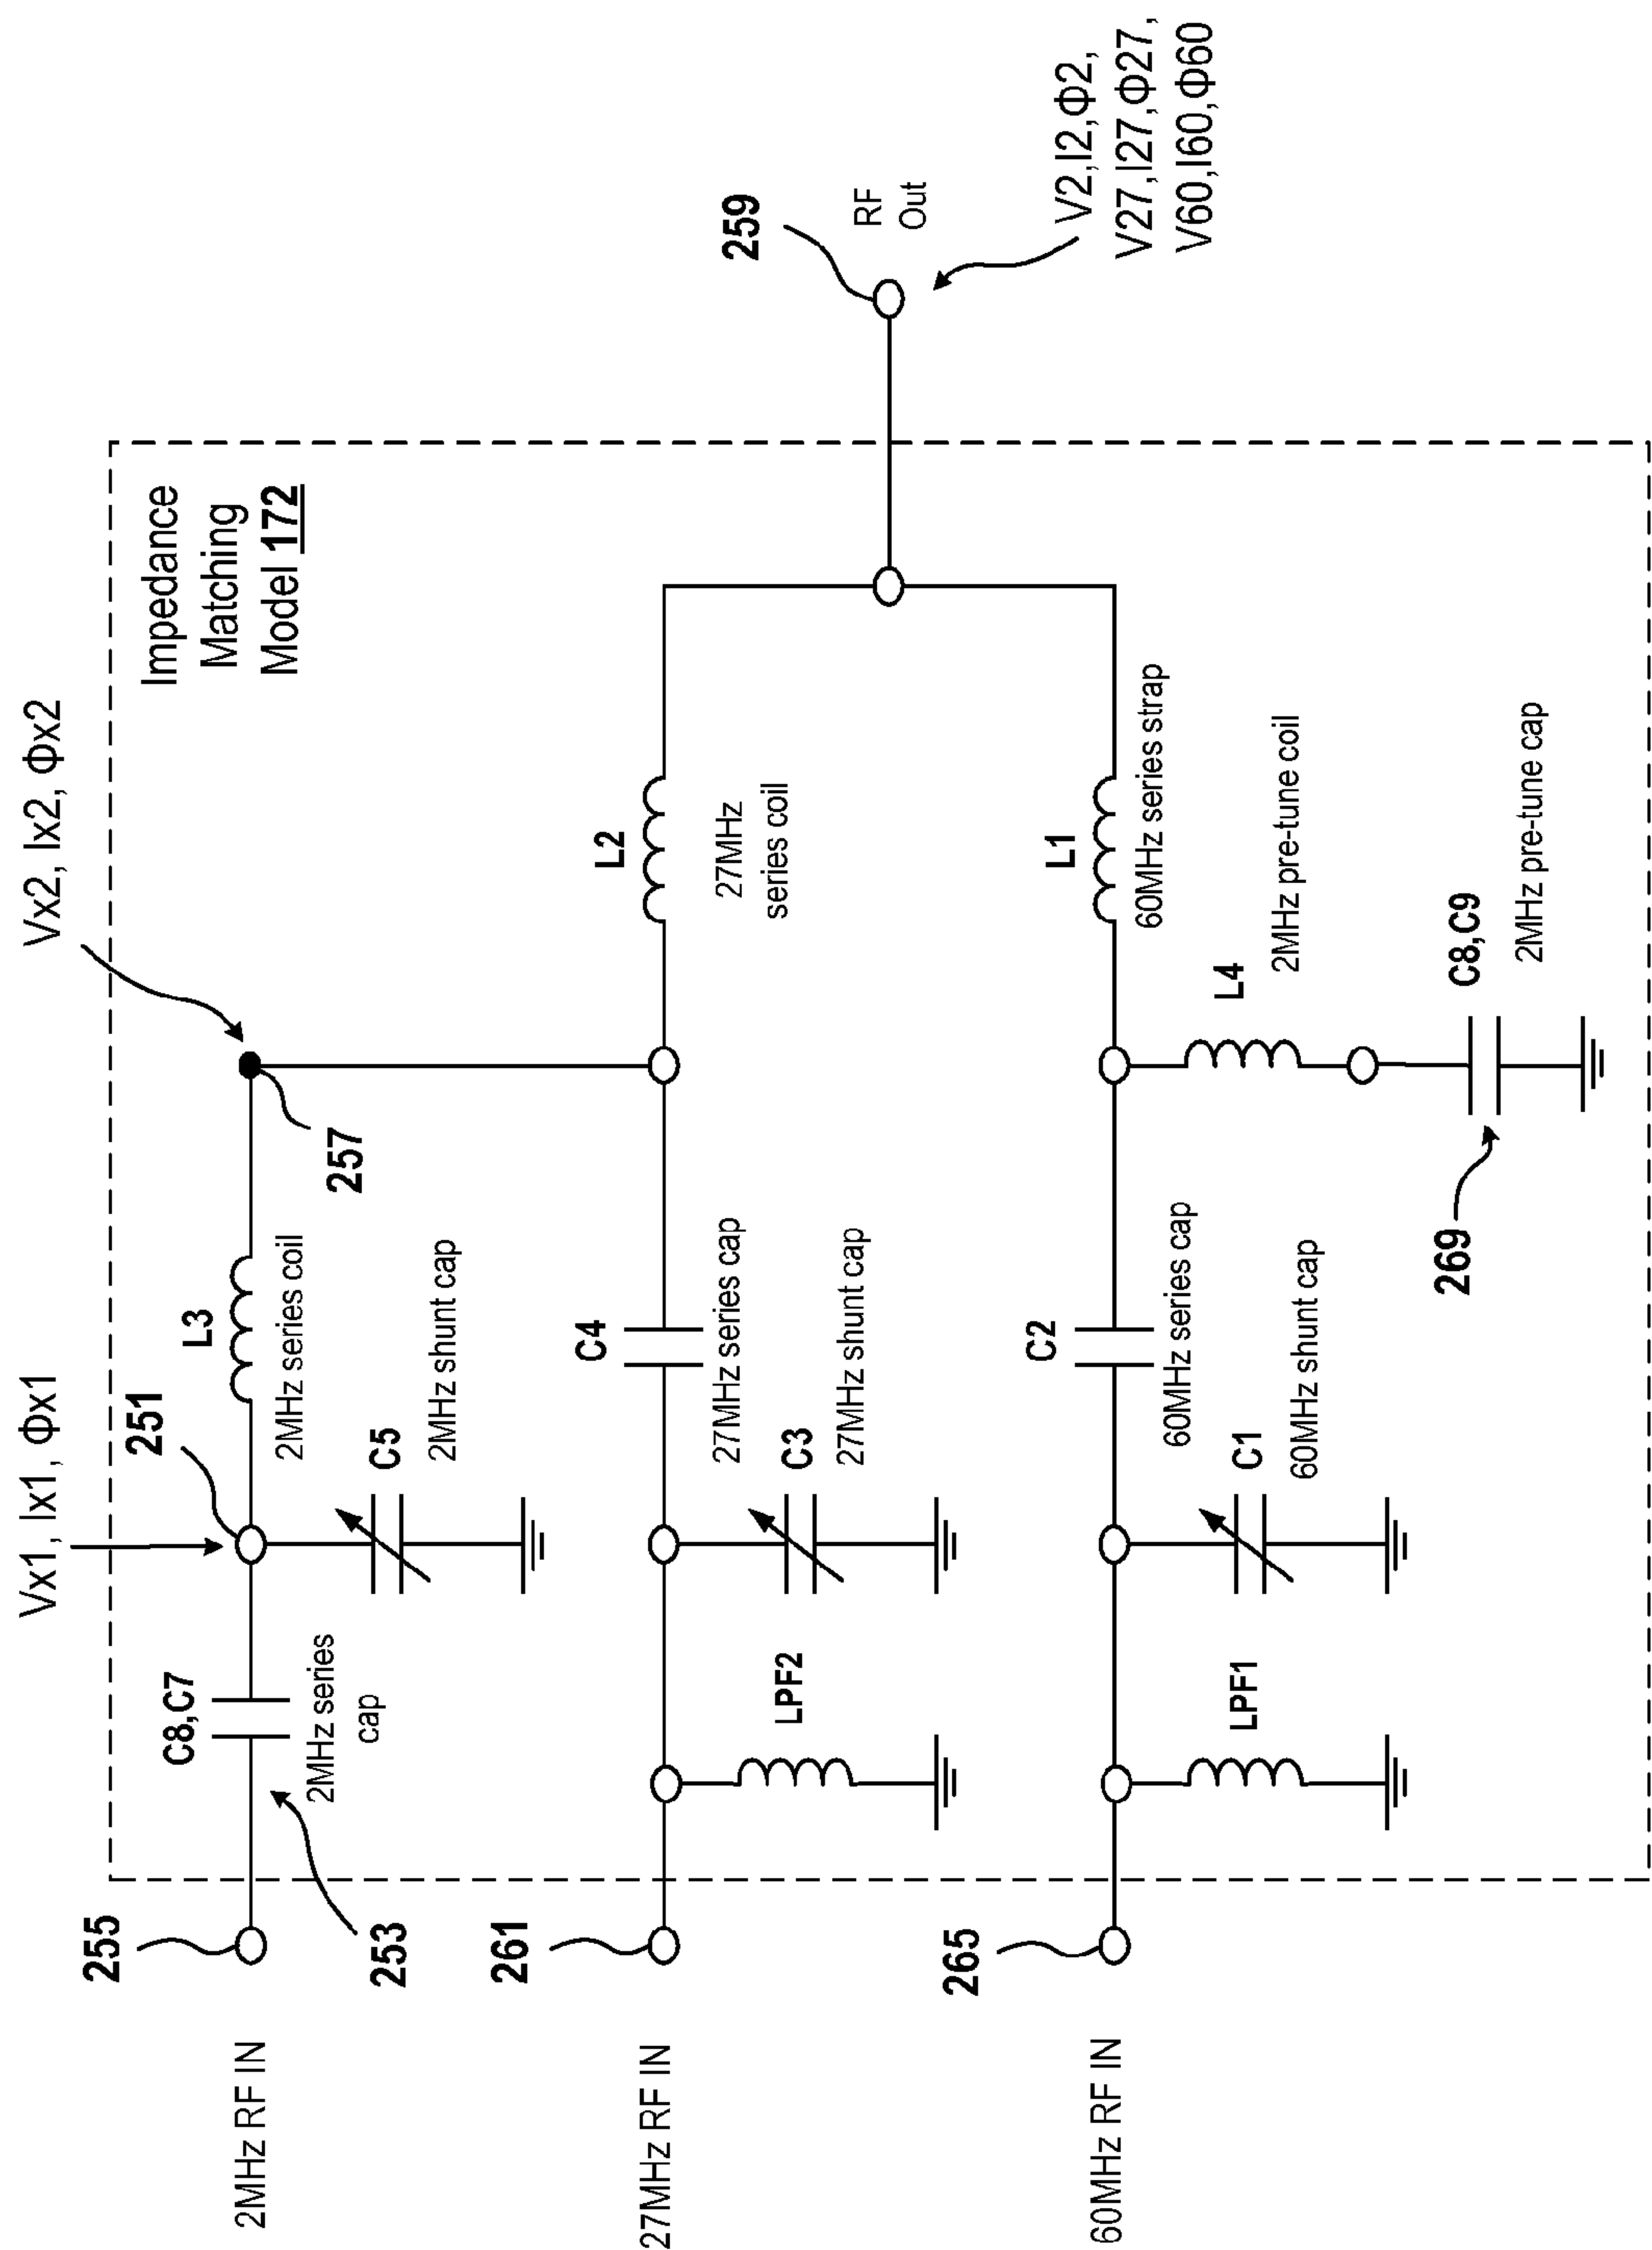 Vx1, Ix1, Φx1
Vx2, Ix2, Φx2
Impedance
Matching
Model 172
255
2MHz RF IN
253
C8,C7
2MHz series
cap
251
L3
2MHz series coil
C5
2MHz shunt cap
257
261
27MHz RF IN
LPF2
C4
27MHz series cap
C3
27MHz shunt cap
L2
27MHz
series coil
259
RF
Out
V2,I2,Φ2,
V27,I27,Φ27,
V60,I60,Φ60
265
60MHz RF IN
LPF1
C2
60MHz series cap
C1
60MHz shunt cap
L1
60MHz series strap
L4
2MHz pre-tune coil
C8,C9
2MHz pre-tune cap
269